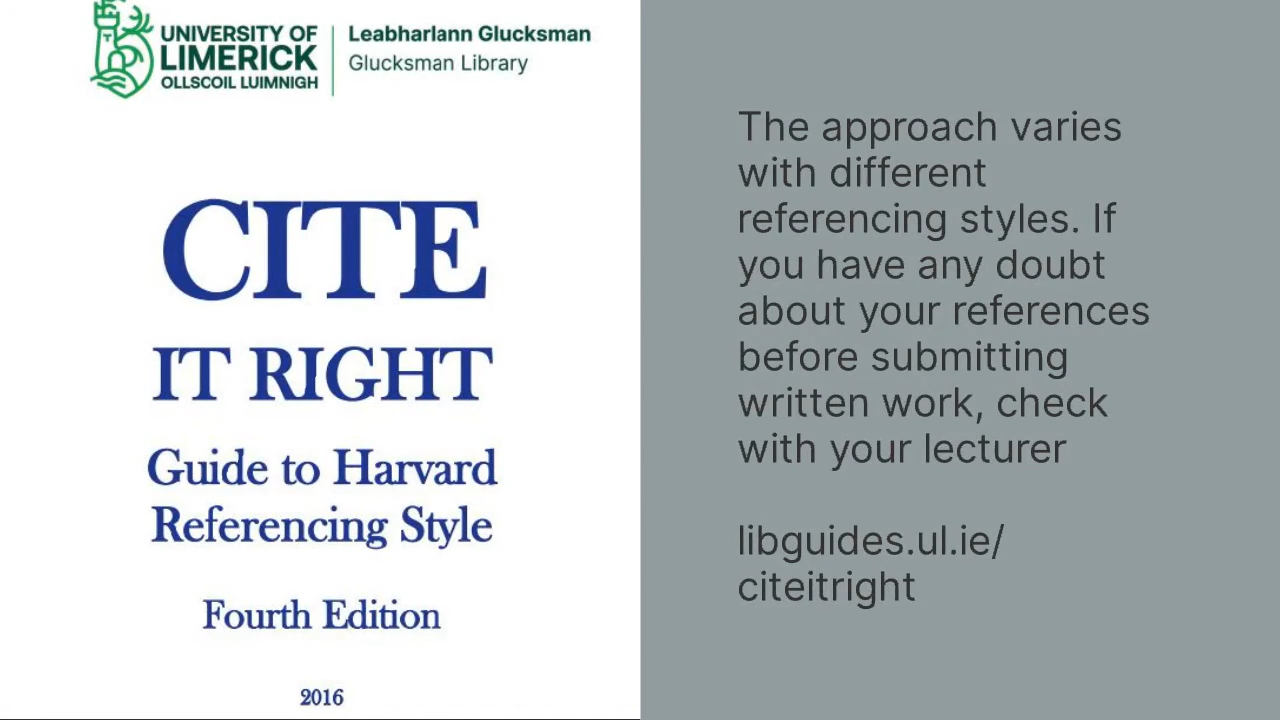 UNIVERSITY OF
LIMERICK
OLLSCOIL LUIMNIGH
Leabharlann Glucksman
Glucksman Library
CITE
IT RIGHT
Guide to Harvard
Referencing Style
Fourth Edition
2016
The approach varies
with different
referencing styles. If
you have any doubt
about your references
before submitting
written work, check
with your lecturer
libguides.ul.ie/
citeitright